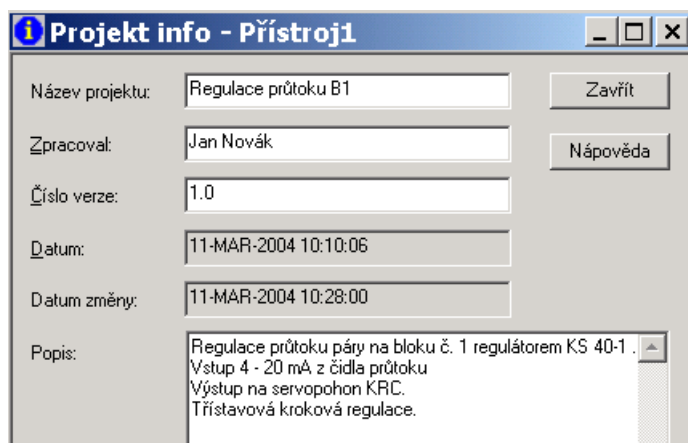 Projekt info - Přístroj1
Název projektu: Regulace průtoku B1 Zavřít
Zpracoval: Jan Novák Nápověda
Číslo verze: 1.0
Datum: 11-MAR-2004 10:10:06
Datum změny: 11-MAR-2004 10:28:00
Popis: Regulace průtoku páry na bloku č. 1 regulátorem KS 40-1 .
Vstup 4 - 20 mA z čidla průtoku
Výstup na servopohon KRC.
Třístavová kroková regulace.